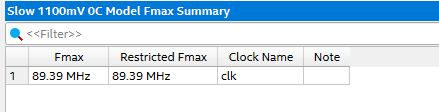 Slow 1100mV 0C Model Fmax Summary
<<Filter>>
Fmax Restricted Fmax Clock Name Note
1 89.39 MHz 89.39 MHz clk